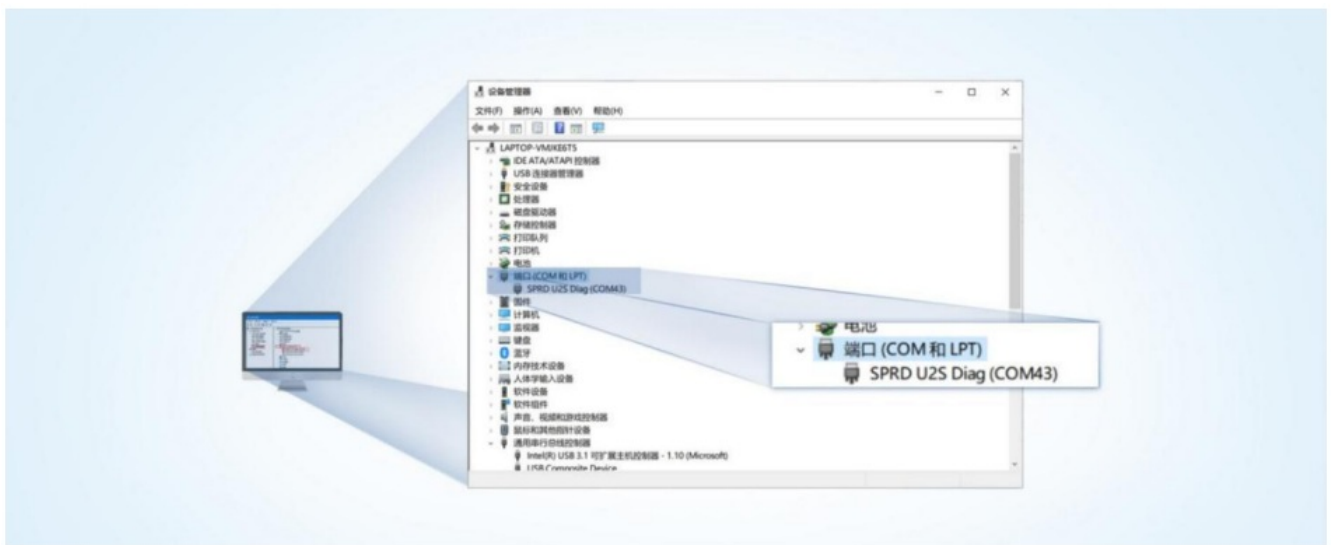 设备管理器
文件(F) 操作(A) 查看(V) 帮助(H)
LAPTOP-VMJKE6T5
IDE ATA/ATAPI 控制器
USB 连接器管理器
安全设备
处理器
磁盘驱动器
存储控制器
打印队列
打印机
电池
端口 (COM 和 LPT)
SPRD U2S Diag (COM43)
固件
计算机
监视器
键盘
蓝牙
内存技术设备
人体学输入设备
软件设备
软件组件
声音、视频和游戏控制器
鼠标和其他指针设备
通用串行总线控制器
Intel(R) USB 3.1 可扩展主机控制器 - 1.10 (Microsoft)
USB Composite Device
电池
端口 (COM 和 LPT)
SPRD U2S Diag (COM43)